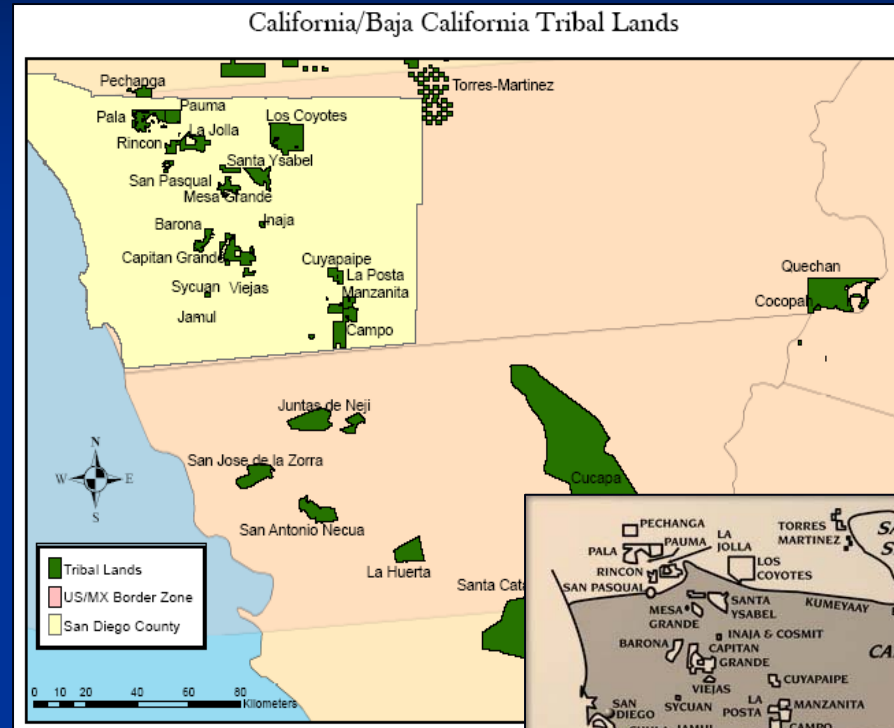 California/Baja California Tribal Lands
Pechanga
Torres-Martinez
Pauma
Pala
Los Coyotes
La Jolla
Rincon
Santa Ysabel
San Pasqual
Mesa Grande
Inaja
Barona
Capitan Grande
Cuyapaipe
La Posta
Sycuan
Viejas
Manzanita
Jamul
Campo
Quechan
Cocopah
Juntas de Neji
San Jose de la Zorra
Cucapa
San Antonio Necua
La Huerta
Santa Cata
N
W
E
S
Tribal Lands
US/MX Border Zone
San Diego County
0 10 20 40 60 80
Kilometers
PECHANGA
TORRES
MARTINEZ
SA
S
PALA
PAUMA
LA
JOLLA
RINCON
LOS
COYOTES
SAN PASQUAL
MESA
GRANDE
SANTA
YSABEL
KUMEYAAY
BARONA
INAJA & COSMIT
CAPITAN
GRANDE
CA
VIEJAS
CUYAPAIPE
SAN
DIEGO
SYCUAN
LA
POSTA
MANZANITA
JAMUL
CAMPO